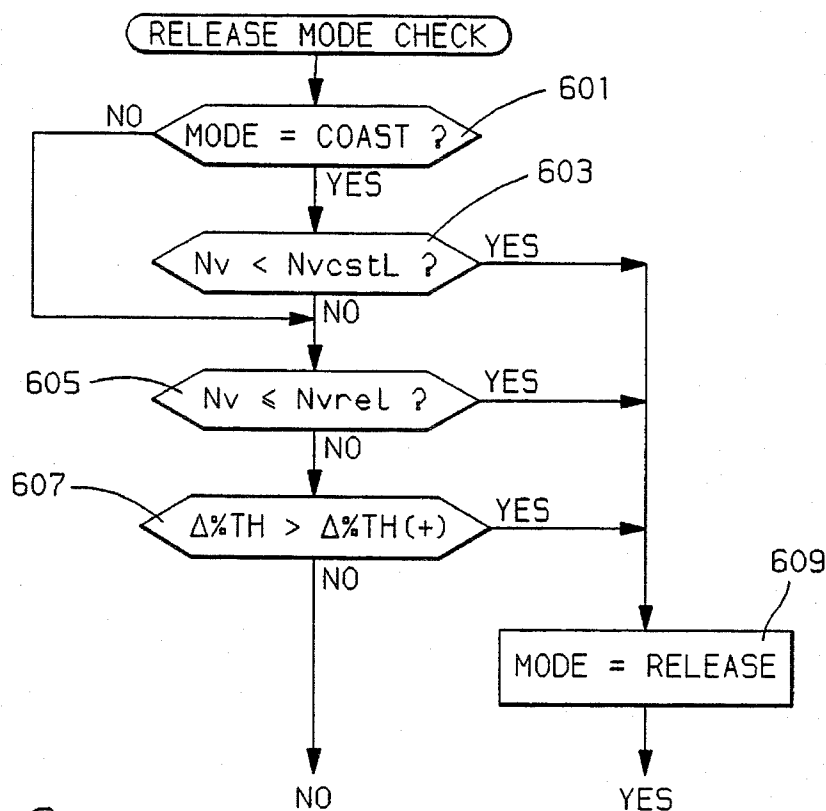 RELEASE MODE CHECK
601
NO
MODE = COAST ?
YES
603
Nv < NvcstL ?
YES
NO
605
Nv ≤ Nvrel ?
YES
NO
607
Δ%TH > Δ%TH(+)
YES
NO
609
MODE = RELEASE
NO
YES